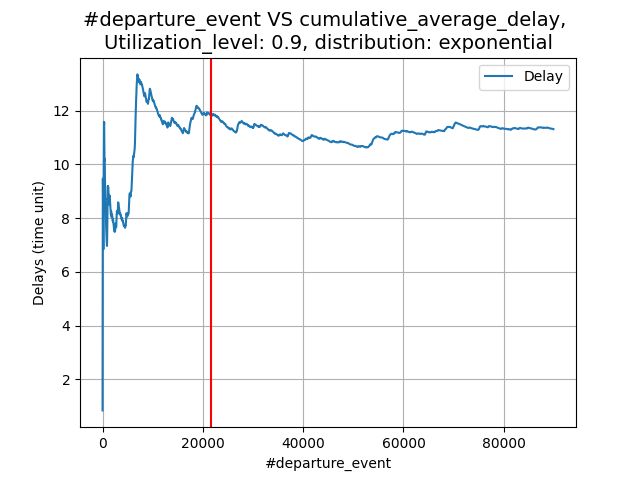 #departure_event VS cumulative_average_delay,
Utilization_level: 0.9, distribution: exponential
Delay
12
10
8
6
4
2
Delays (time unit)
0 20000 40000 60000 80000
#departure_event